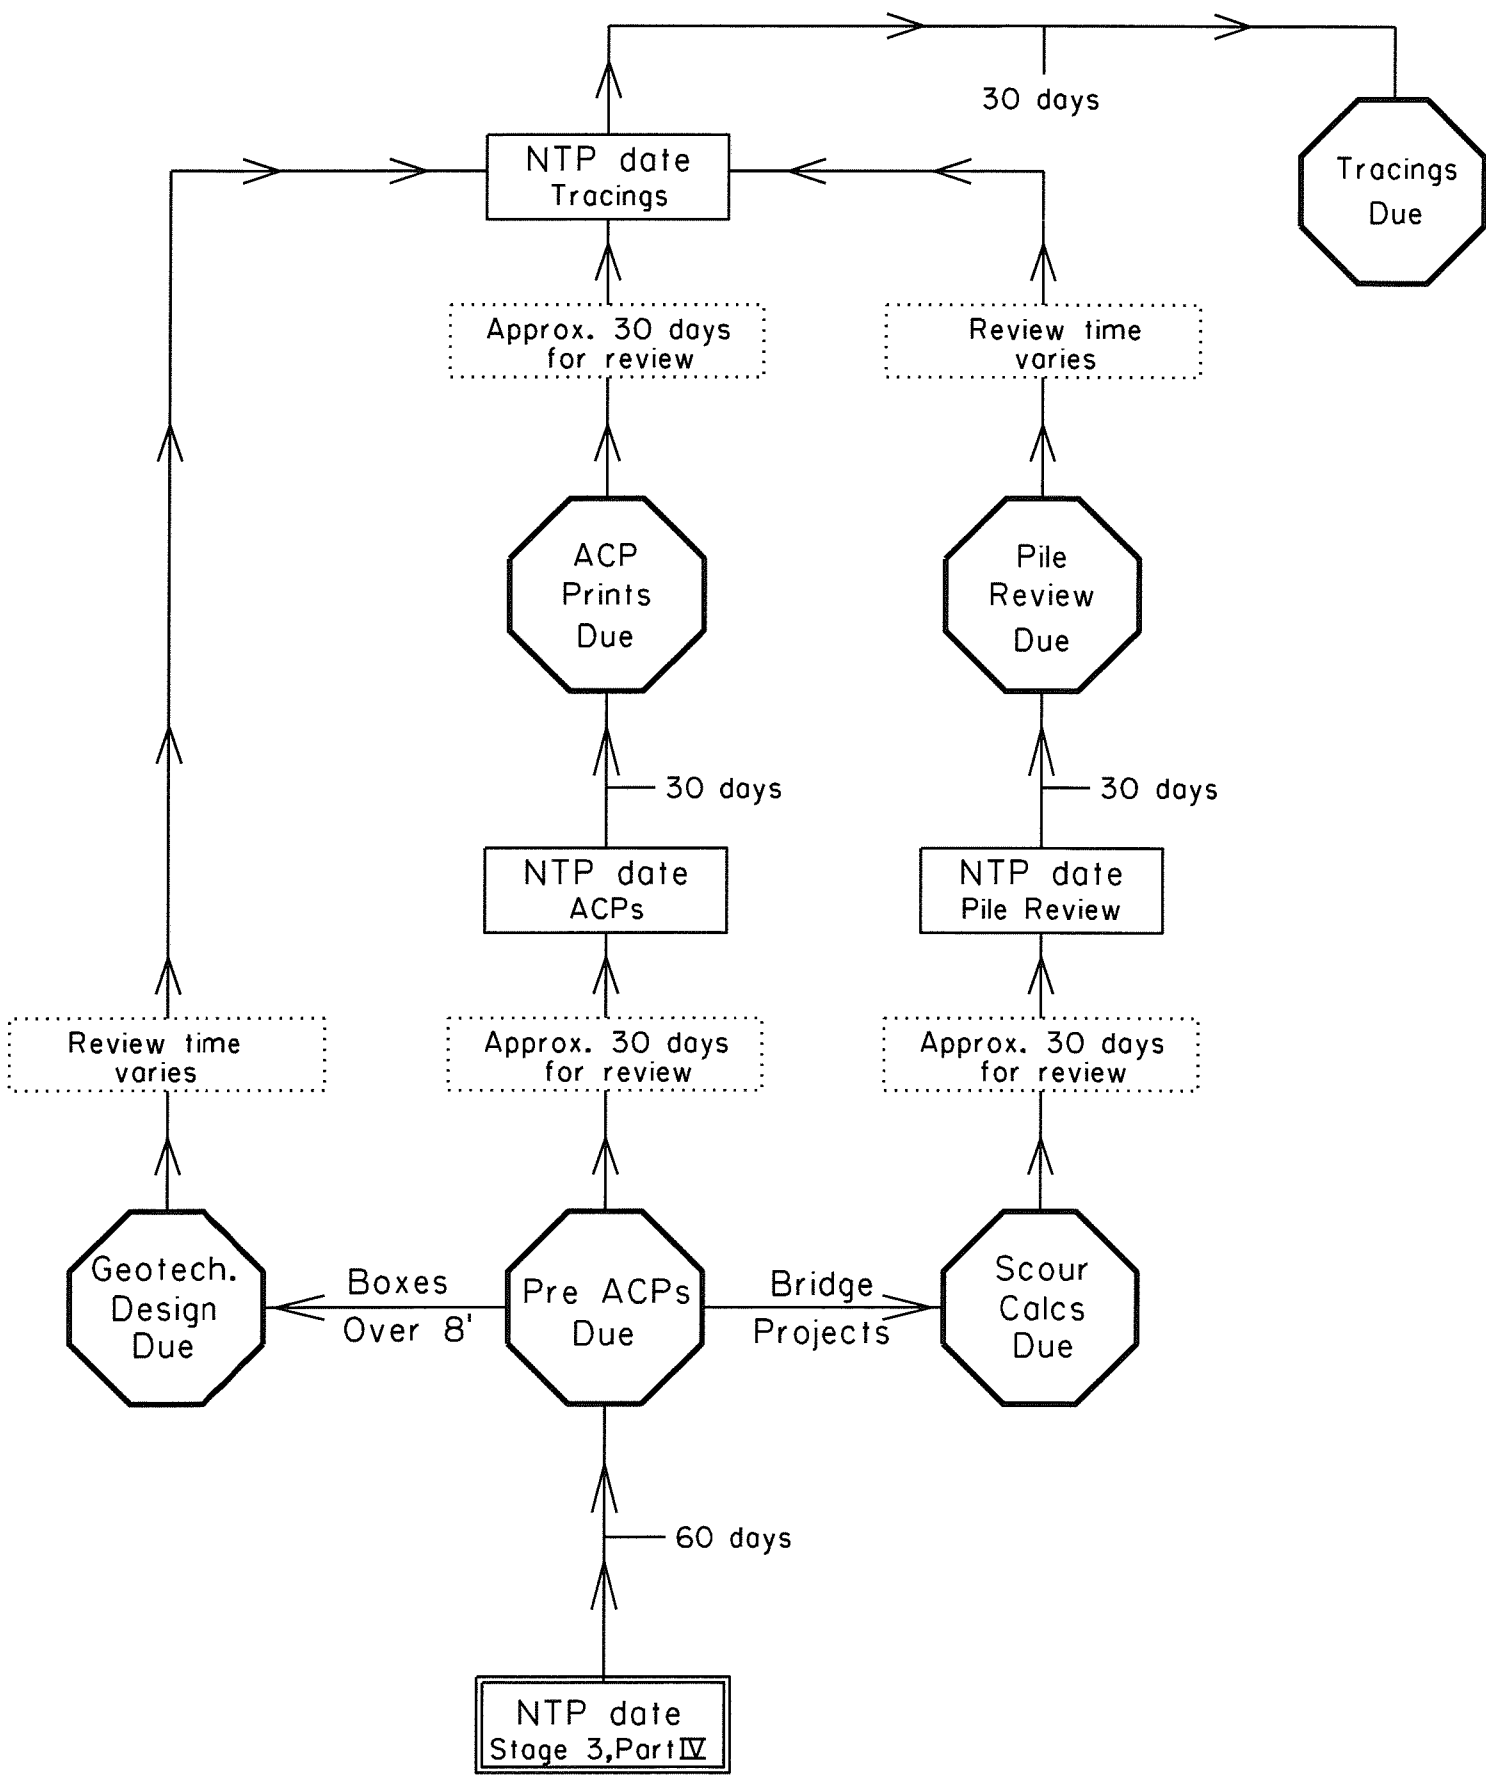 30 days
NTP date
Tracings
Tracings
Due
Approx. 30 days
for review
Review time
varies
ACP
Prints
Due
Pile
Review
Due
30 days
30 days
NTP date
ACPs
NTP date
Pile Review
Review time
varies
Approx. 30 days
for review
Approx. 30 days
for review
Geotech.
Design
Due
Boxes
Over 8'
Pre ACPs
Due
Bridge
Projects
Scour
Calcs
Due
60 days
NTP date
Stage 3, Part IV